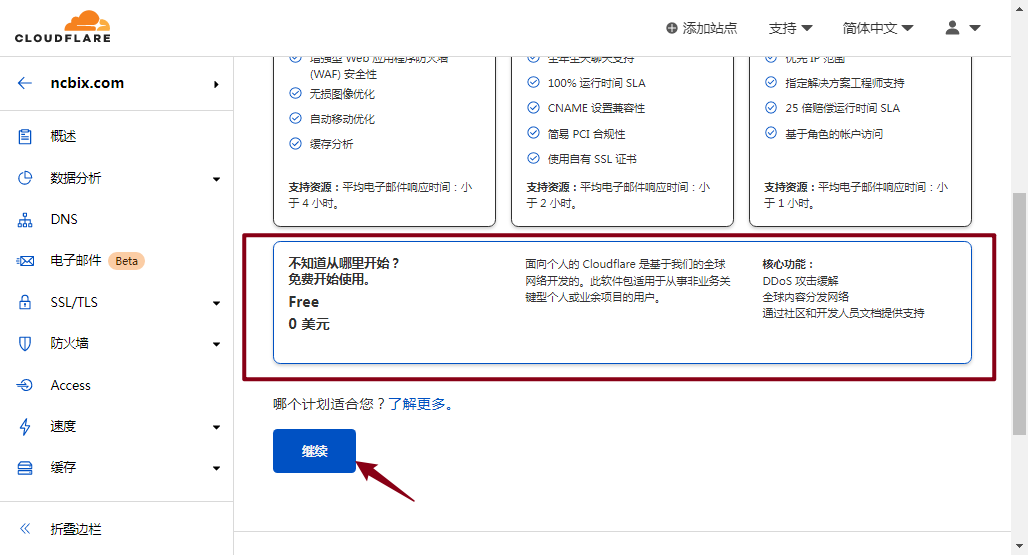 CLOUDFLARE
添加站点
支持
简体中文
ncbix.com
概述
数据分析
DNS
电子邮件 Beta
SSL/TLS
防火墙
Access
速度
缓存
折叠边栏
增强型 Web 应用程序防火墙
(WAF) 安全性
无损图像优化
自动移动优化
缓存分析
支持资源：平均电子邮件响应时间：小
于 4 小时。
全年全天聊天支持
100% 运行时间 SLA
CNAME 设置兼容性
简易 PCI 合规性
使用自有 SSL 证书
支持资源：平均电子邮件响应时间：小
于 2 小时。
优先 IP 范围
指定解决方案工程师支持
25 倍赔偿运行时间 SLA
基于角色的帐户访问
支持资源：平均电子邮件响应时间：小
于 1 小时。
不知道从哪里开始？
免费开始使用。
Free
0 美元
面向个人的 Cloudflare 是基于我们的全球
网络开发的。此软件包适用于从事非业务关
键型个人或业余项目的用户。
核心功能：
DDoS 攻击缓解
全球内容分发网络
通过社区和开发人员文档提供支持
哪个计划适合您？了解更多。
继续